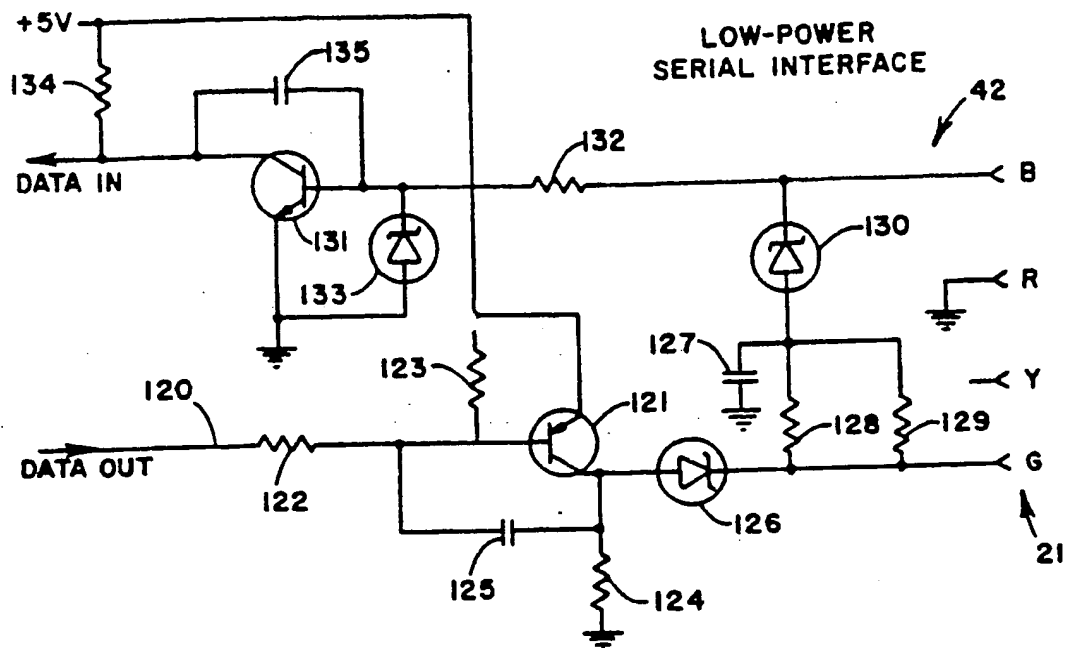 +5V
LOW-POWER
SERIAL INTERFACE
135
134
42
132
B
DATA IN
131
130
133
R
127
123
Y
120
121
128
129
DATA OUT
G
122
126
21
125
124